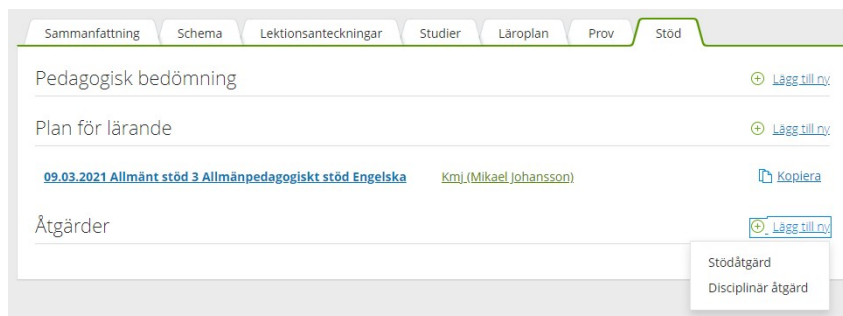 Sammanfattning Schema Lektionsanteckningar Studier Läroplan Prov Stöd
Pedagogisk bedömning Lägg till ny
Plan för lärande Lägg till ny
09.03.2021 Allmänt stöd 3 Allmänpedagogiskt stöd Engelska Kmj (Mikael Johansson) Kopiera
Åtgärder Lägg till ny
Stödåtgärd
Disciplinär åtgärd